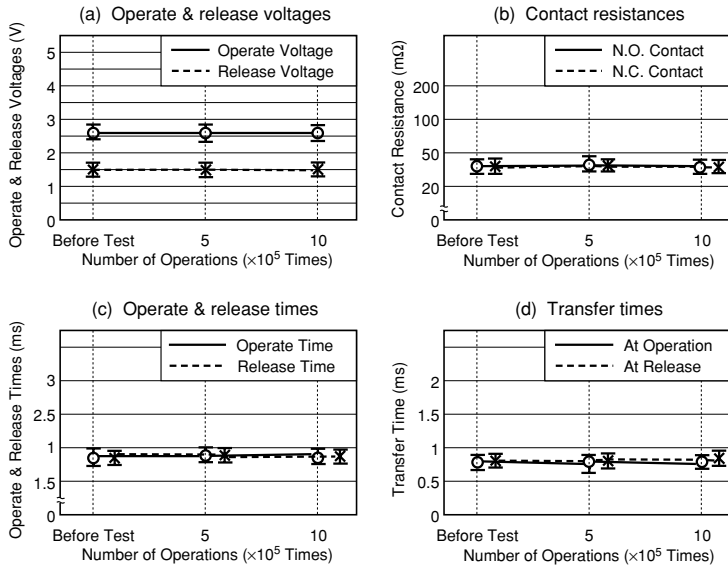 (a) Operate & release voltages
Operate & Release Voltages (V)
5
4
3
2
1
0
Operate Voltage
Release Voltage
Before Test
5
10
Number of Operations (×10⁵ Times)
(b) Contact resistances
Contact Resistance (mΩ)
200
100
50
20
0
N.O. Contact
N.C. Contact
Before Test
5
10
Number of Operations (×10⁵ Times)
(c) Operate & release times
Operate & Release Times (ms)
3
2.5
1
1.5
0
Operate Time
Release Time
Before Test
5
10
Number of Operations (×10⁵ Times)
(d) Transfer times
Transfer Time (ms)
2
1.5
1
0.5
0
At Operation
At Release
Before Test
5
10
Number of Operations (×10⁵ Times)